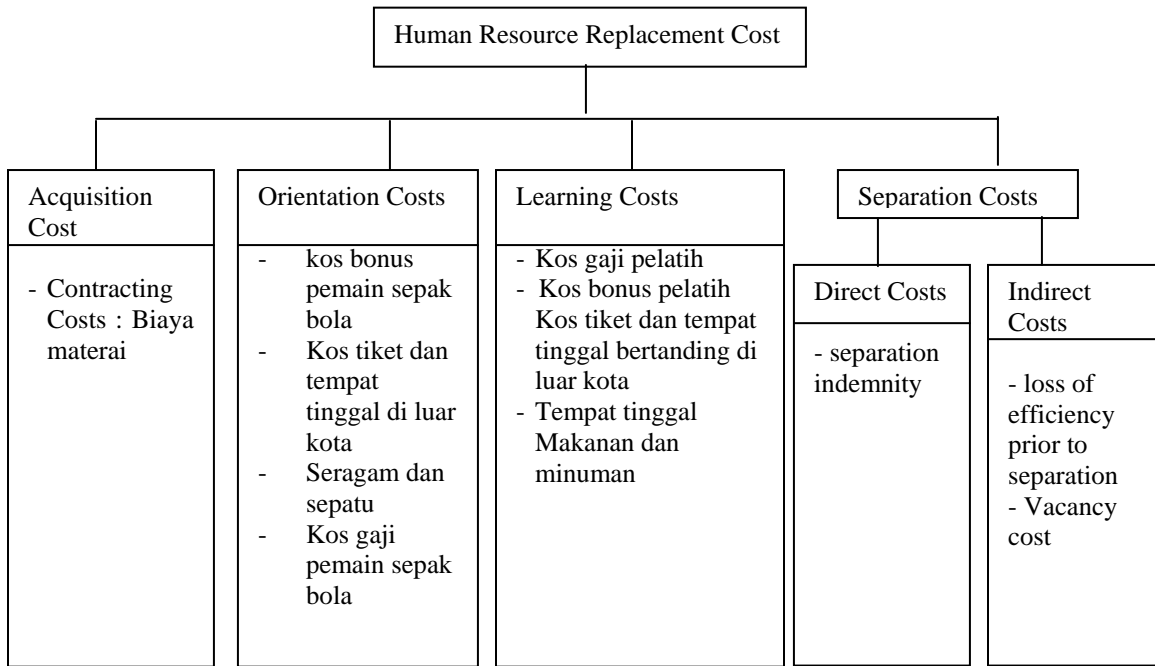 Human Resource Replacement Cost
Acquisition
Cost
- Contracting
Costs : Biaya
materai
Orientation Costs
- kos bonus
pemain sepak
bola
- Kos tiket dan
tempat
tinggal di luar
kota
- Seragam dan
sepatu
- Kos gaji
pemain sepak
bola
Learning Costs
- Kos gaji pelatih
- Kos bonus pelatih
Kos tiket dan tempat
tinggal bertanding di
luar kota
- Tempat tinggal
Makanan dan
minuman
Separation Costs
Direct Costs
- separation
indemnity
Indirect
Costs
- loss of
efficiency
prior to
separation
- Vacancy
cost